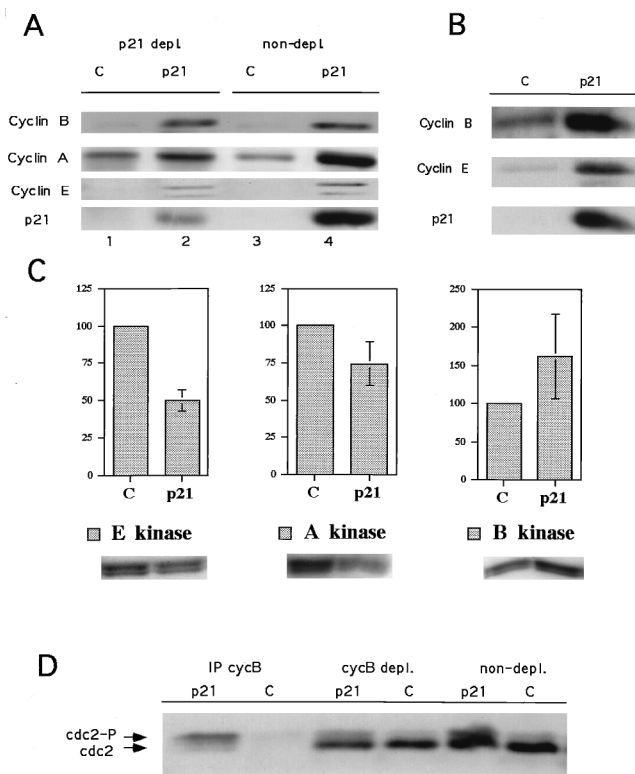 A
B
p21 depl.
non-depl.
C
p21
C
p21
C
p21
Cyclin B
Cyclin A
Cyclin E
p21
1
2
3
4
Cyclin B
Cyclin E
p21
C
125
100
75
50
25
0
C
p21
E kinase
125
100
75
50
25
0
C
p21
A kinase
250
200
150
100
50
0
C
p21
B kinase
D
IP cycB
cycB depl.
non-depl.
p21
C
p21
C
p21
C
cdc2-P
cdc2